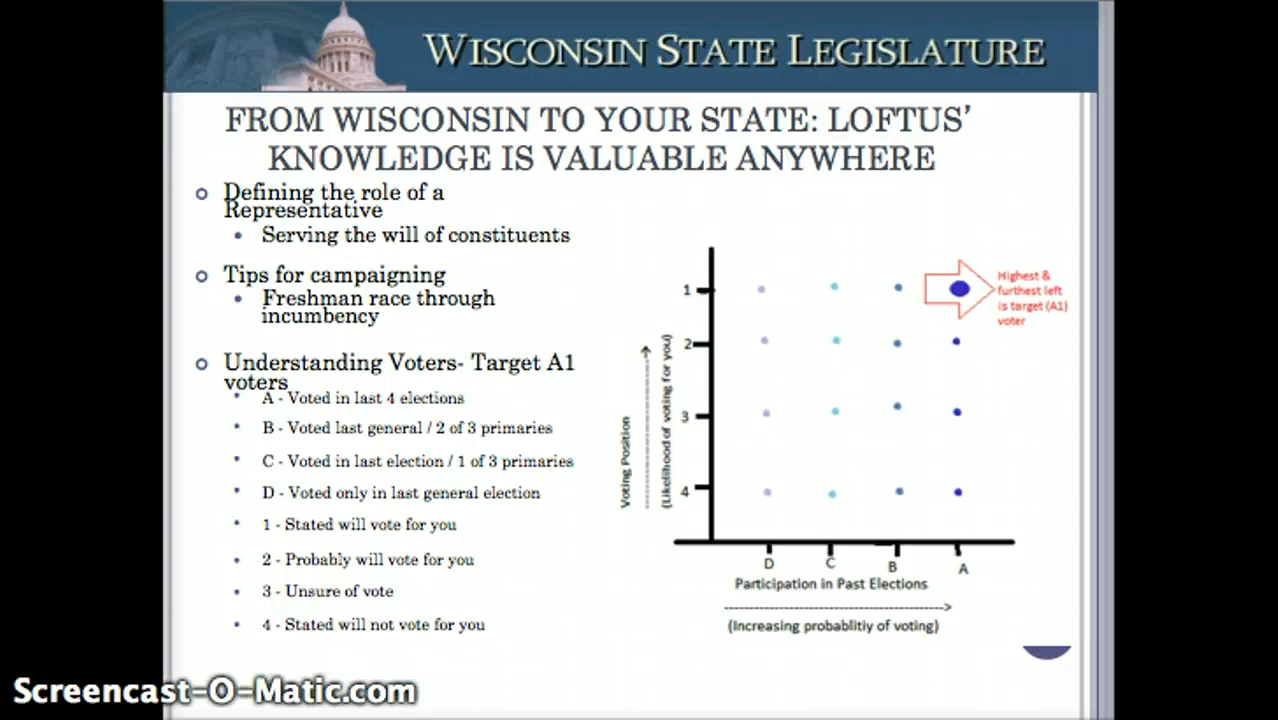 WISCONSIN STATE LEGISLATURE
FROM WISCONSIN TO YOUR STATE: LOFTUS'
KNOWLEDGE IS VALUABLE ANYWHERE
Defining the role of a
Representative
Serving the will of constituents
Tips for campaigning
Freshman race through
incumbency
Understanding Voters- Target A1
voters
A - Voted in last 4 elections
B - Voted last general / 2 of 3 primaries
C - Voted in last election / 1 of 3 primaries
D - Voted only in last general election
1 - Stated will vote for you
2 - Probably will vote for you
3 - Unsure of vote
4 - Stated will not vote for you
Voting Position
(Likelihood of voting for you)
1
2
3
4
Highest &
furthest left
is target (A1)
voter
D C B A
Participation in Past Elections
(Increasing probablitiy of voting)
Screencast-O-Matic.com